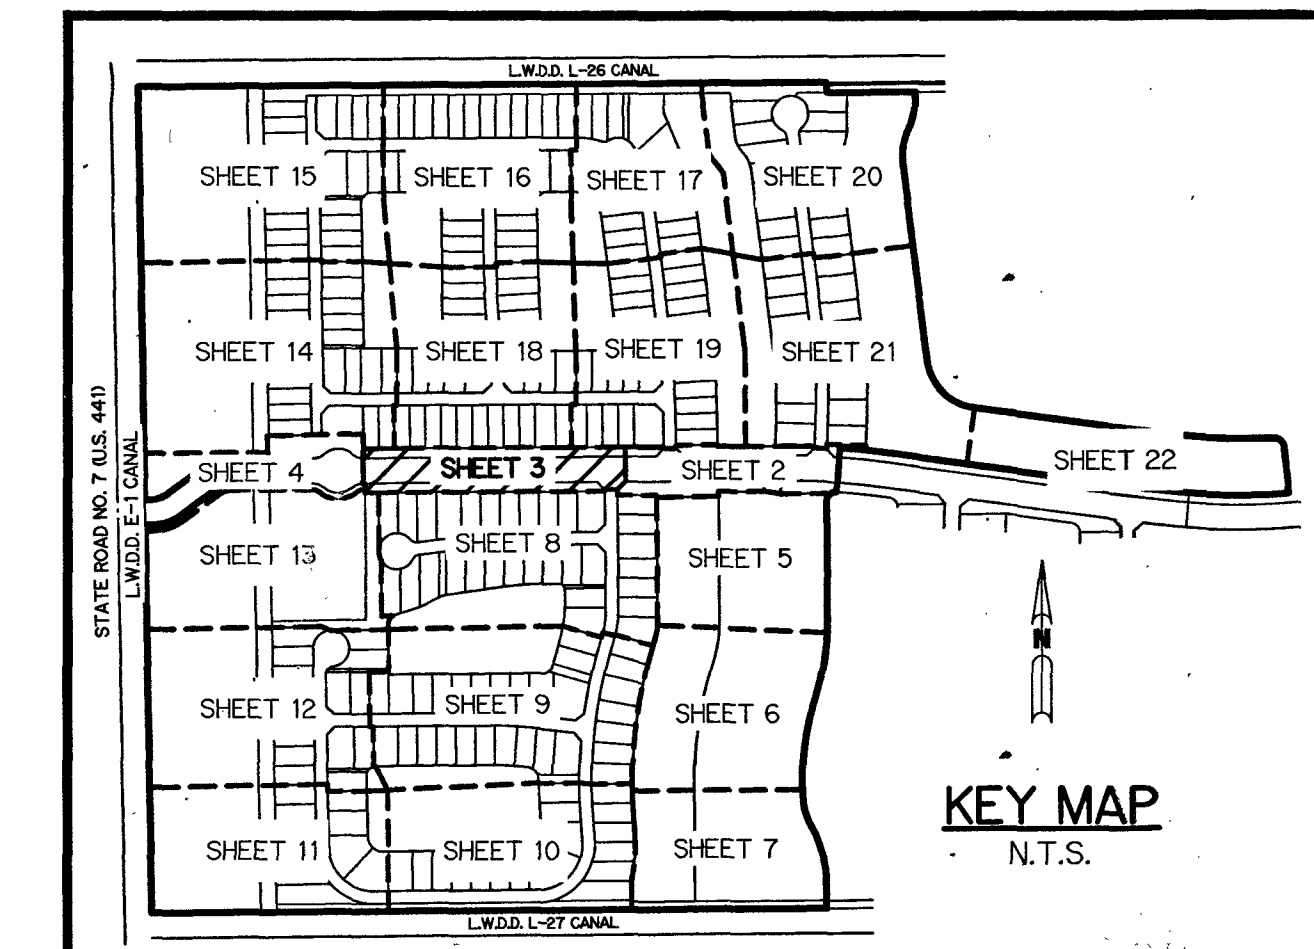 L.W.D.D. L-26 CANAL
SHEET 15
SHEET 16
SHEET 17
SHEET 20
SHEET 14
SHEET 18
SHEET 19
SHEET 21
STATE ROAD NO. 7 (U.S. 441)
L.W.D.D. E-1 CANAL
SHEET 4
SHEET 3
SHEET 2
SHEET 22
SHEET 13
SHEET 8
SHEET 5
N
SHEET 12
SHEET 9
SHEET 6
KEY MAP
N.T.S.
SHEET 11
SHEET 10
SHEET 7
L.W.D.D. L-27 CANAL